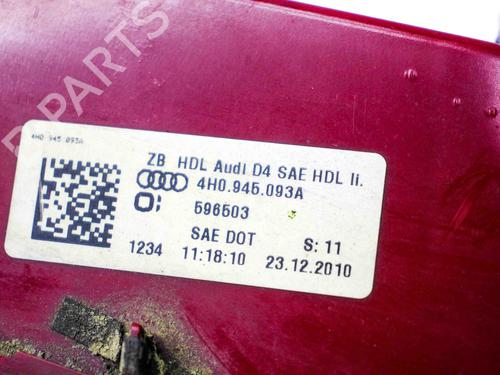 B-PARTS
4H0 945 093A
ZB HDL Audi D4 SAE HDL li.
4H0.945.093A
596503
SAE DOT S: 11
1234 11:18:10 23.12.2010